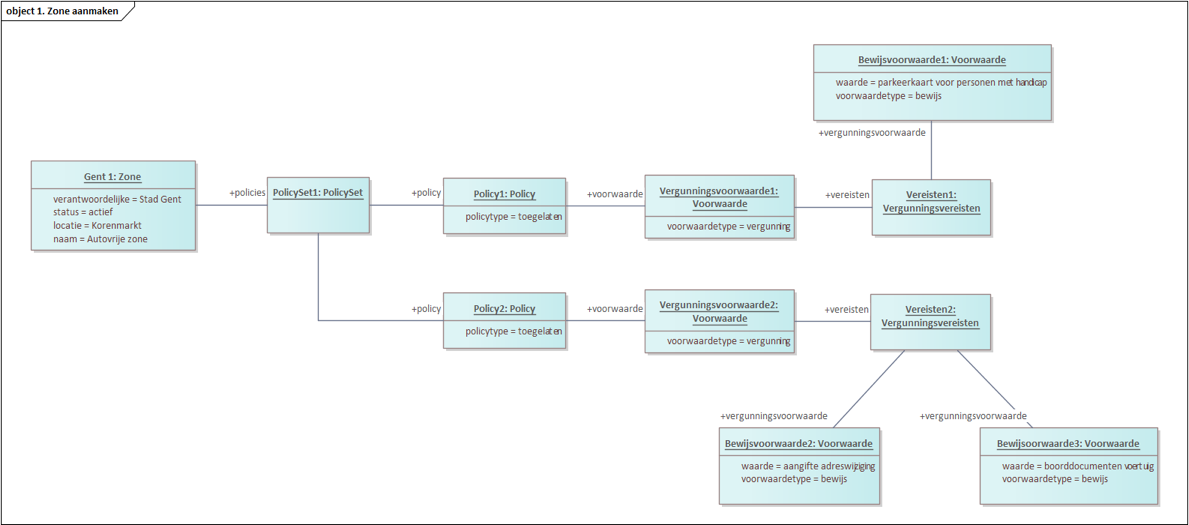 object 1. Zone aanmaken
Bewijsvoorwaarde1: Voorwaarde
waarde = parkeerkaart voor personen met handicap
voorwaardetype = bewijs
+vergunningsvoorwaarde
Gent 1: Zone
verantwoordelijke = Stad Gent
status = actief
locatie = Korenmarkt
naam = Autovrije zone
+policies
PolicySet1: PolicySet
+policy
Policy1: Policy
policytype = toegelaten
+voorwaarde
Vergunningsvoorwaarde1:
Voorwaarde
voorwaardetype = vergunning
+vereisten
Vereisten1:
Vergunningsvereisten
+policy
Policy2: Policy
policytype = toegelaten
+voorwaarde
Vergunningsvoorwaarde2:
Voorwaarde
voorwaardetype = vergunning
+vereisten
Vereisten2:
Vergunningsvereisten
+vergunningsvoorwaarde
+vergunningsvoorwaarde
Bewijsvoorwaarde2: Voorwaarde
waarde = aangifte adreswijziging
voorwaardetype = bewijs
Bewijsoorwaarde3: Voorwaarde
waarde = boorddocumenten voertuig
voorwaardetype = bewijs